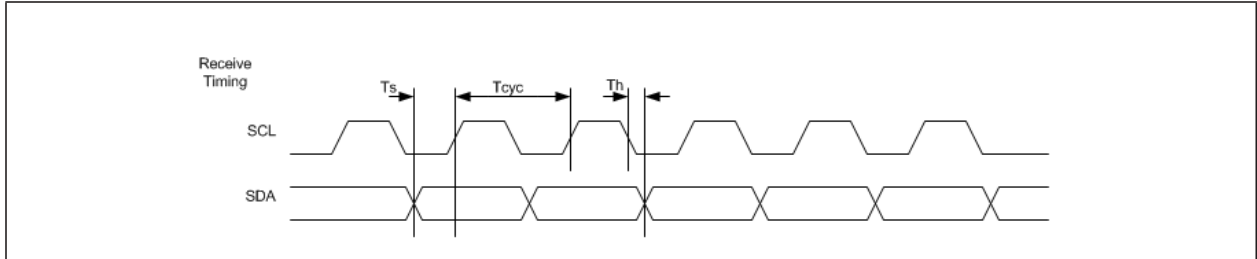 Receive
Timing
Ts
Tcyc
Th
SCL
SDA